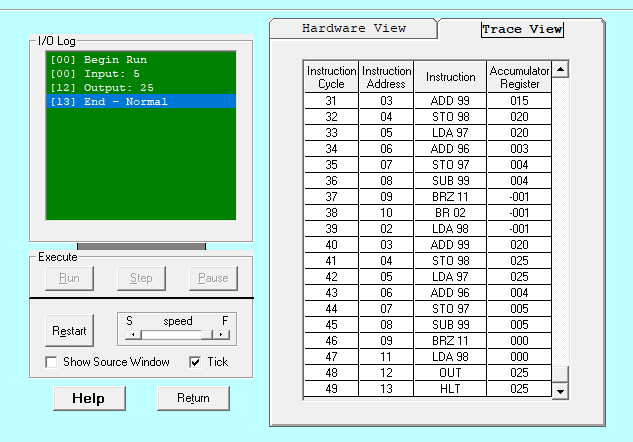 Hardware View
Trace View
I/O Log
[00] Begin Run
[00] Input: 5
[12] Output: 25
[13] End - Normal
Execute
Run Step Pause
Restart
S speed F
Show Source Window
Tick
Help
Return
Instruction Cycle Instruction Address Instruction Accumulator Register
31 03 ADD 99 015
32 04 STO 98 020
33 05 LDA 97 020
34 06 ADD 96 003
35 07 STO 97 004
36 08 SUB 99 004
37 09 BRZ 11 -001
38 10 BR 02 -001
39 02 LDA 98 -001
40 03 ADD 99 020
41 04 STO 98 025
42 05 LDA 97 025
43 06 ADD 96 004
44 07 STO 97 005
45 08 SUB 99 005
46 09 BRZ 11 000
47 11 LDA 98 000
48 12 OUT 025
49 13 HLT 025